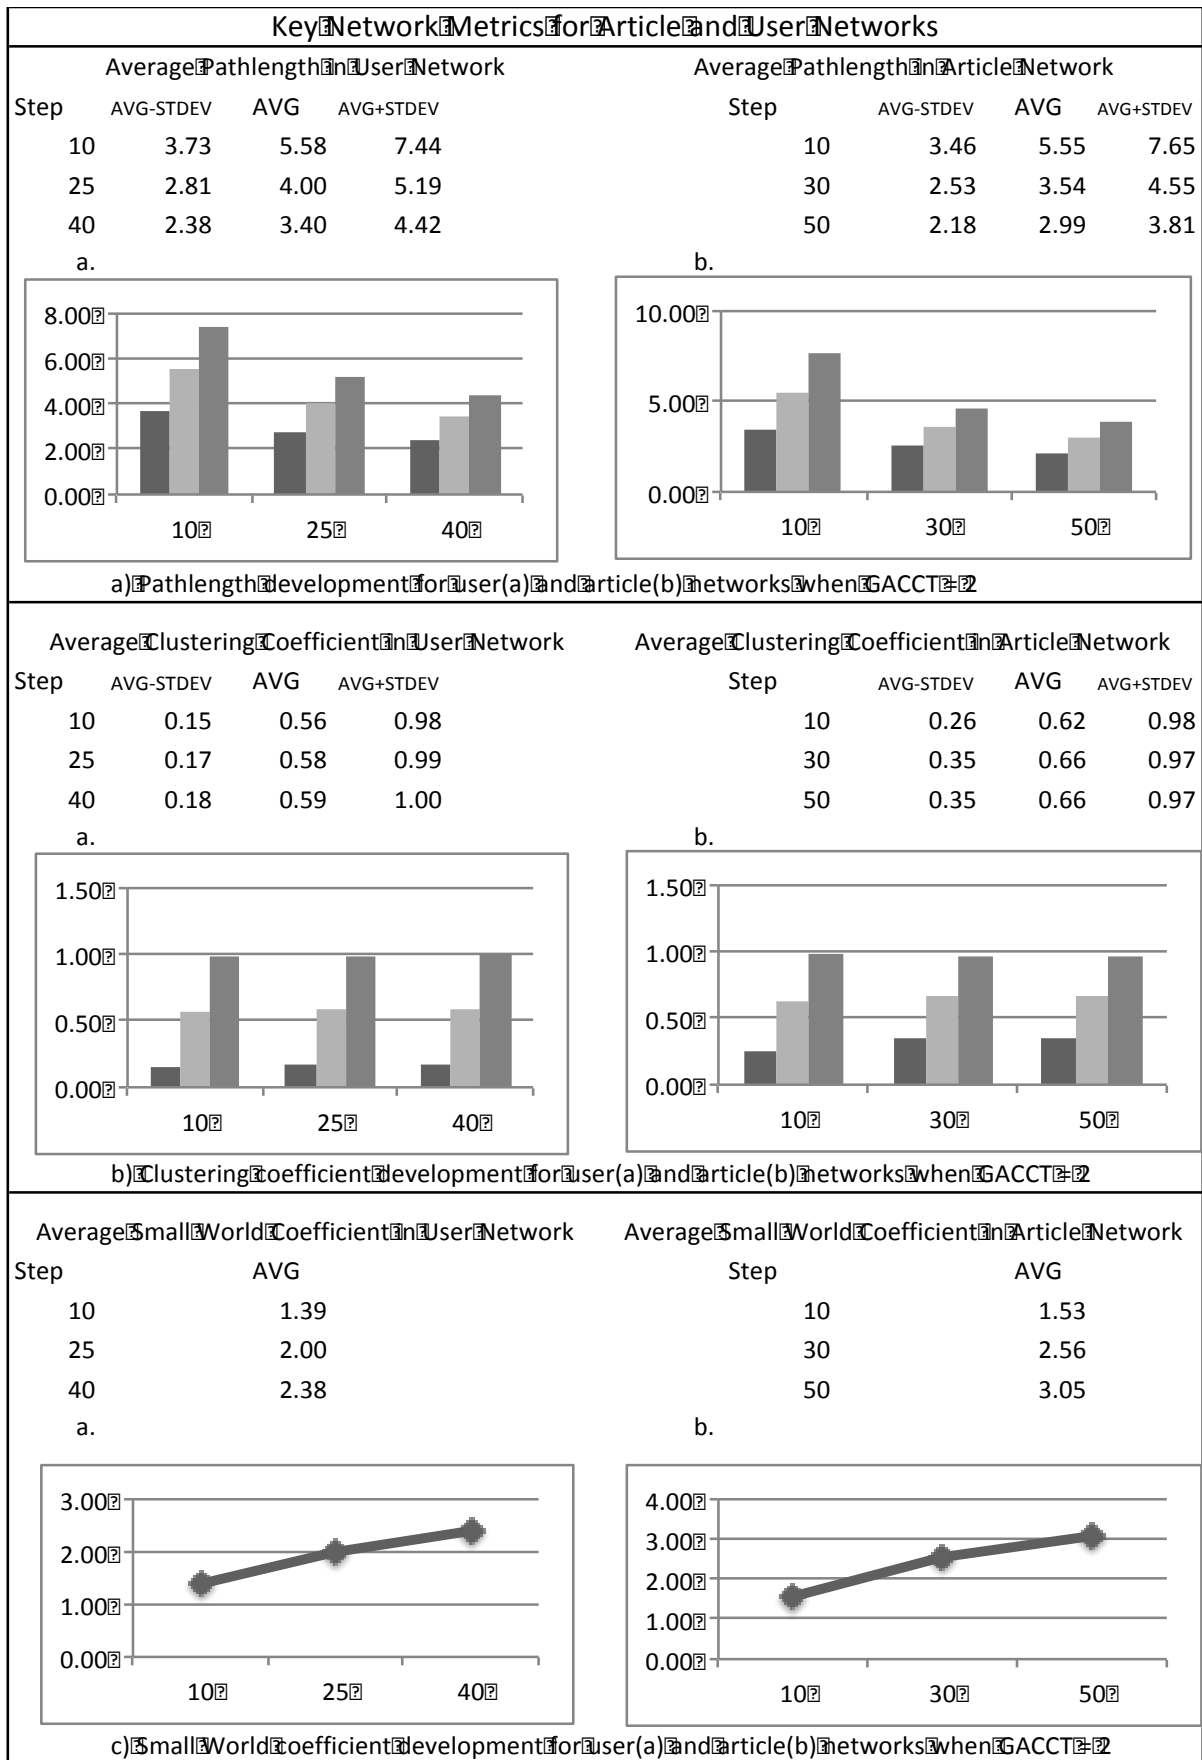 Key Network Metrics for Article and User Networks
Average Pathlength in User Network
Step AVG-STDEV AVG AVG+STDEV
10 3.73 5.58 7.44
25 2.81 4.00 5.19
40 2.38 3.40 4.42
a.
8.00
6.00
4.00
2.00
0.00
10 25 40
Average Pathlength in Article Network
Step AVG-STDEV AVG AVG+STDEV
10 3.46 5.55 7.65
30 2.53 3.54 4.55
50 2.18 2.99 3.81
b.
10.00
5.00
0.00
10 30 50
a) Pathlength development for user(a) and article(b) networks when GACCT = 2
Average Clustering Coefficient in User Network
Step AVG-STDEV AVG AVG+STDEV
10 0.15 0.56 0.98
25 0.17 0.58 0.99
40 0.18 0.59 1.00
a.
1.50
1.00
0.50
0.00
10 25 40
Average Clustering Coefficient in Article Network
Step AVG-STDEV AVG AVG+STDEV
10 0.26 0.62 0.98
30 0.35 0.66 0.97
50 0.35 0.66 0.97
b.
1.50
1.00
0.50
0.00
10 30 50
b) Clustering coefficient development for user(a) and article(b) networks when GACCT = 2
Average Small World Coefficient in User Network
Step AVG
10 1.39
25 2.00
40 2.38
a.
3.00
2.00
1.00
0.00
10 25 40
Average Small World Coefficient in Article Network
Step AVG
10 1.53
30 2.56
50 3.05
b.
4.00
3.00
2.00
1.00
0.00
10 30 50
c) Small World coefficient development for user(a) and article(b) networks when GACCT = 2